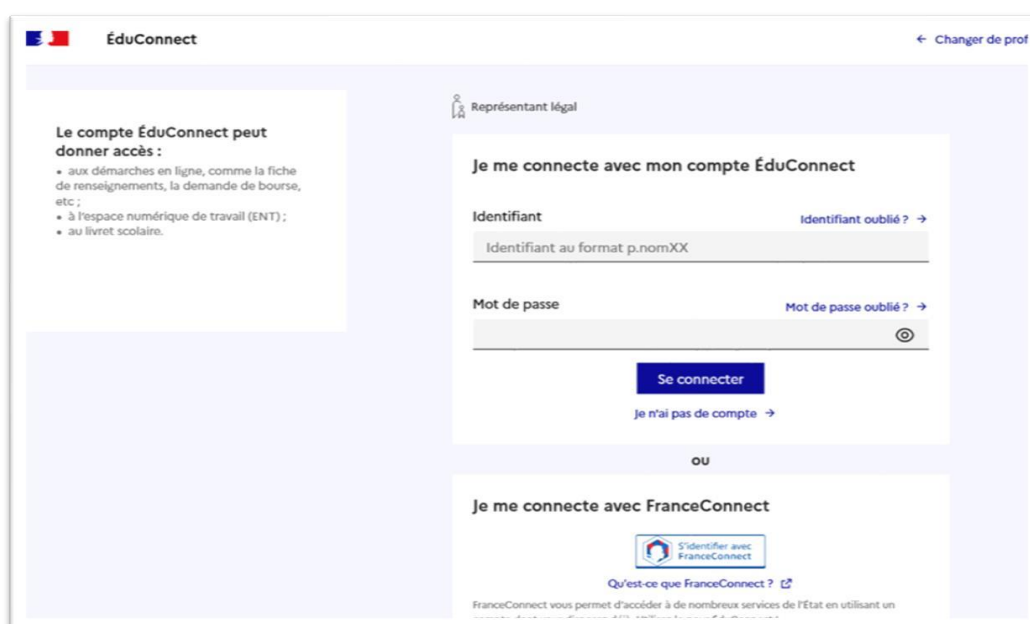 ÉduConnect
← Changer de prof
Le compte ÉduConnect peut
donner accès :
• aux démarches en ligne, comme la fiche
de renseignements, la demande de bourse,
etc ;
• à l'espace numérique de travail (ENT) ;
• au livret scolaire.
Représentant légal
Je me connecte avec mon compte ÉduConnect
Identifiant
Identifiant oublié ? →
Identifiant au format p.nomXX
Mot de passe
Mot de passe oublié ? →
Se connecter
Je n'ai pas de compte →
ou
Je me connecte avec FranceConnect
S'identifier avec
FranceConnect
Qu'est-ce que FranceConnect ?
FranceConnect vous permet d'accéder à de nombreux services de l'État en utilisant un